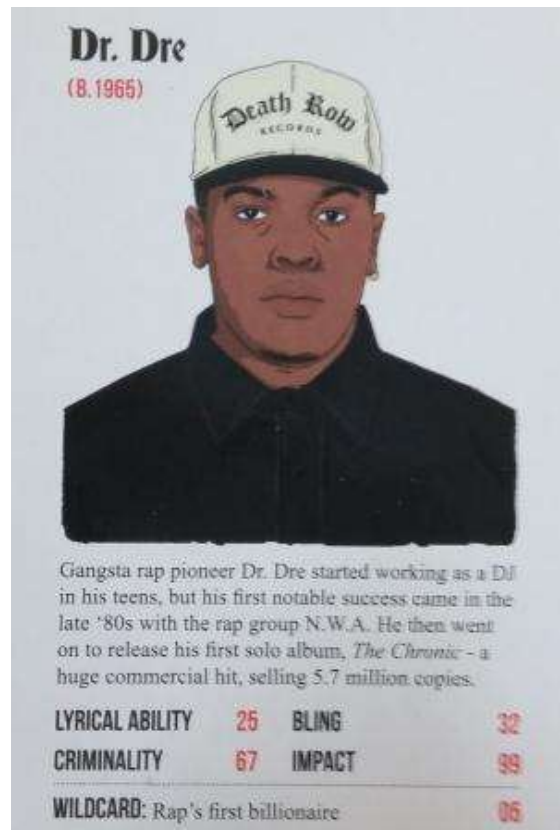 Dr. Dre
(8.1965)
Death Row
RECORDS
Gangsta rap pioneer Dr. Dre started working as a DJ
in his teens, but his first notable success came in the
late ‘80s with the rap group N.W.A. He then went
on to release his first solo album, The Chronic - a
huge commercial hit, selling 5.7 million copies.
LYRICAL ABILITY 25 BLING 32
CRIMINALITY 67 IMPACT 99
WILDCARD: Rap’s first billionaire 06